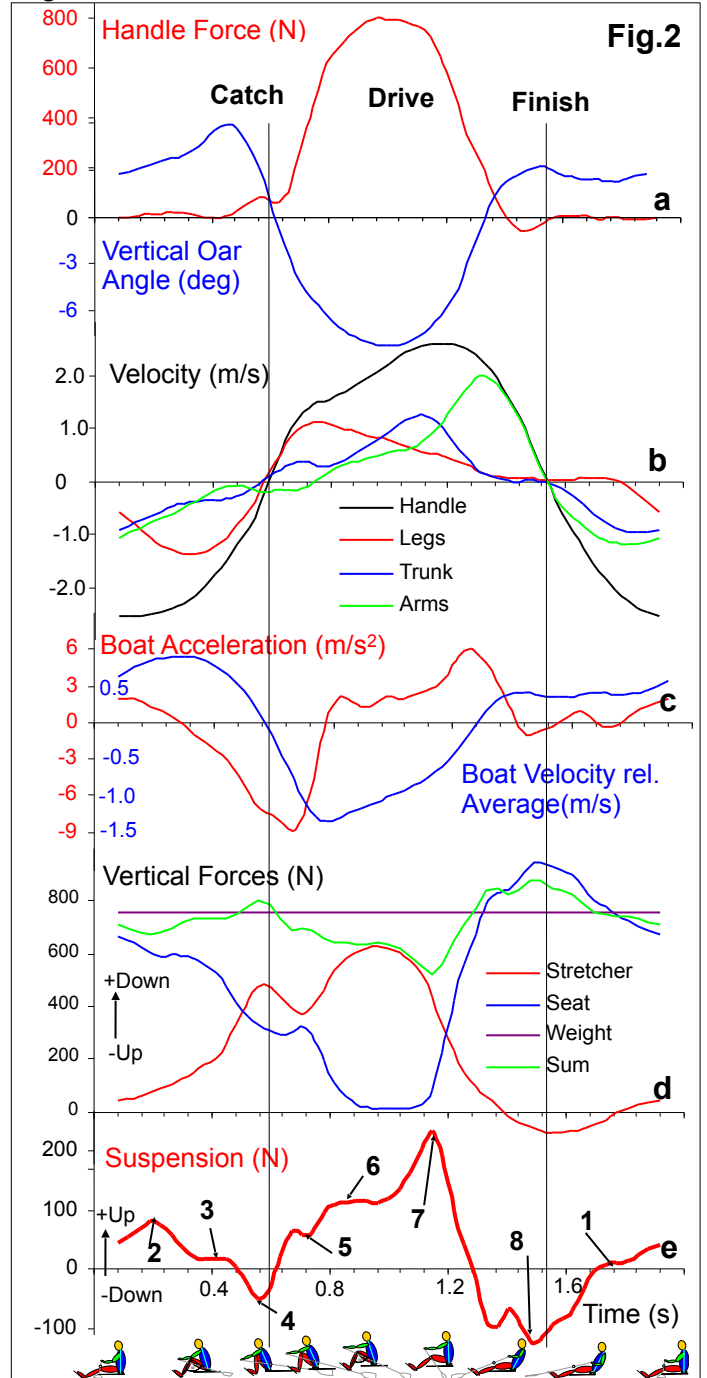 800
Handle Force (N)
Fig.2
600
Catch
Drive
Finish
400
200
0
a
Vertical Oar
Angle (deg)
-3
-6
2.0
Velocity (m/s)
1.0
0
b
Handle
-1.0
Legs
Trunk
-2.0
Arms
6
Boat Acceleration (m/s²)
3
0.5
c
0
-3
-0.5
Boat Velocity rel.
Average(m/s)
-6
-1.0
-9
-1.5
Vertical Forces (N)
800
600
Stretcher
+Down
Seat
400
Weight
-Up
Sum
200
d
0
200
Suspension (N)
6
100
+Up
3
1
2
5
7
8
e
0
0.4
0.8
1.2
1.6
-Down
4
Time (s)
-100